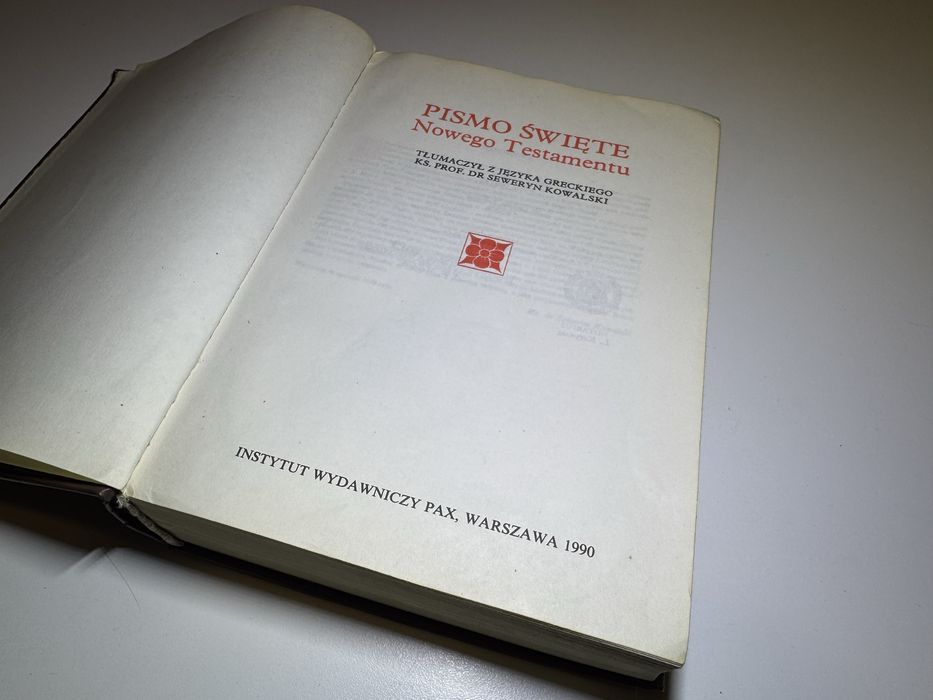 PISMO ŚWIĘTE
Nowego Testamentu
TŁUMACZYŁ Z JĘZYKA GRECKIEGO
KS. PROF. DR SEWERYN KOWALSKI
INSTYTUT WYDAWNICZY PAX, WARSZAWA 1990